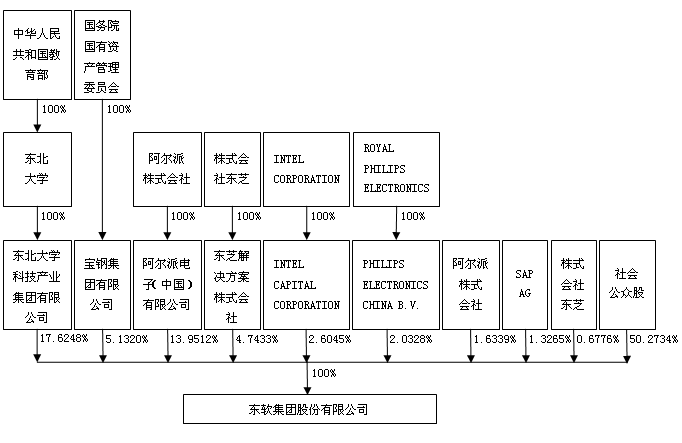 中华人民
共和国教
育部
国务院
国有资
产管理
委员会
100%
100%
东北
大学
阿尔派
株式会社
株式会
社东芝
INTEL
CORPORATION
ROYAL
PHILIPS
ELECTRONICS
100%
100%
100%
100%
100%
东北大学
科技产业
集团有限
公司
宝钢集
团有限
公司
阿尔派电
子(中国)
有限公司
东芝解
决方案
株式会
社
INTEL
CAPITAL
CORPORATION
PHILIPS
ELECTRONICS
CHINA B.V.
阿尔派
株式
会社
SAP
AG
株式
会社
东芝
社会
公众股
17.6248%
5.1320%
13.9512%
4.7433%
2.6045%
2.0328%
1.6339%
1.3265%
0.6776%
50.2734%
100%
东软集团股份有限公司